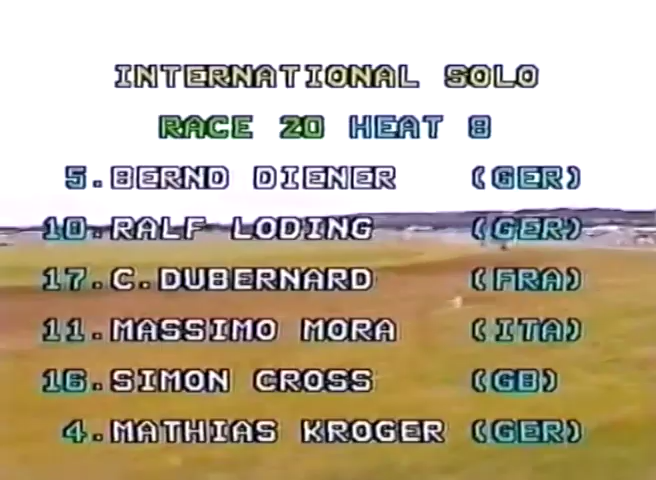 INTERNATIONAL SOLO
RACE 20 HEAT 8
5.BERND DIENER (GER)
10.RALF LODING (GER)
17.C.DUBERNARD (FRA)
11.MASSIMO MORA (ITA)
16.SIMON CROSS (GB)
4.MATHIAS KROGER (GER)